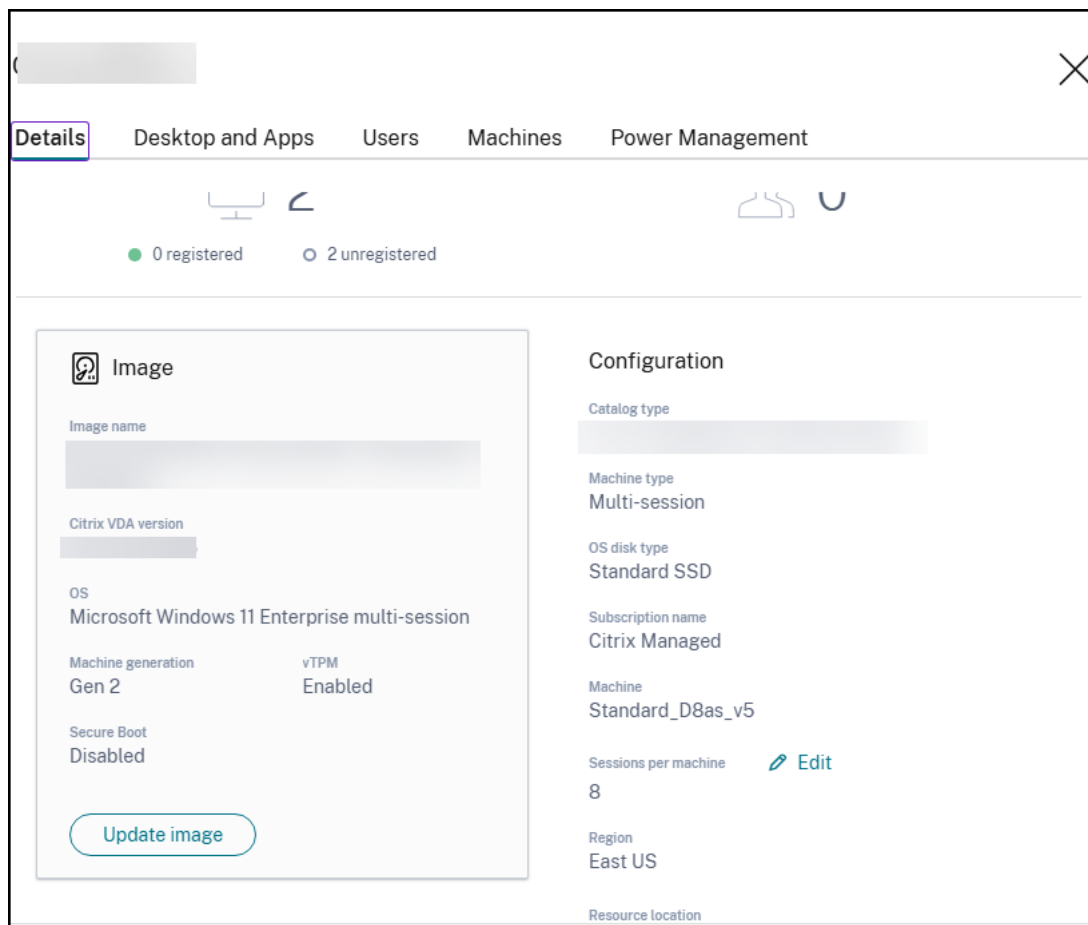 Details Desktop and Apps Users Machines Power Management
2
0
0 registered 2 unregistered
Image
Image name
Citrix VDA version
OS
Microsoft Windows 11 Enterprise multi-session
Machine generation vTPM
Gen 2 Enabled
Secure Boot
Disabled
Update image
Configuration
Catalog type
Machine type
Multi-session
OS disk type
Standard SSD
Subscription name
Citrix Managed
Machine
Standard_D8as_v5
Sessions per machine Edit
8
Region
East US
Resource location